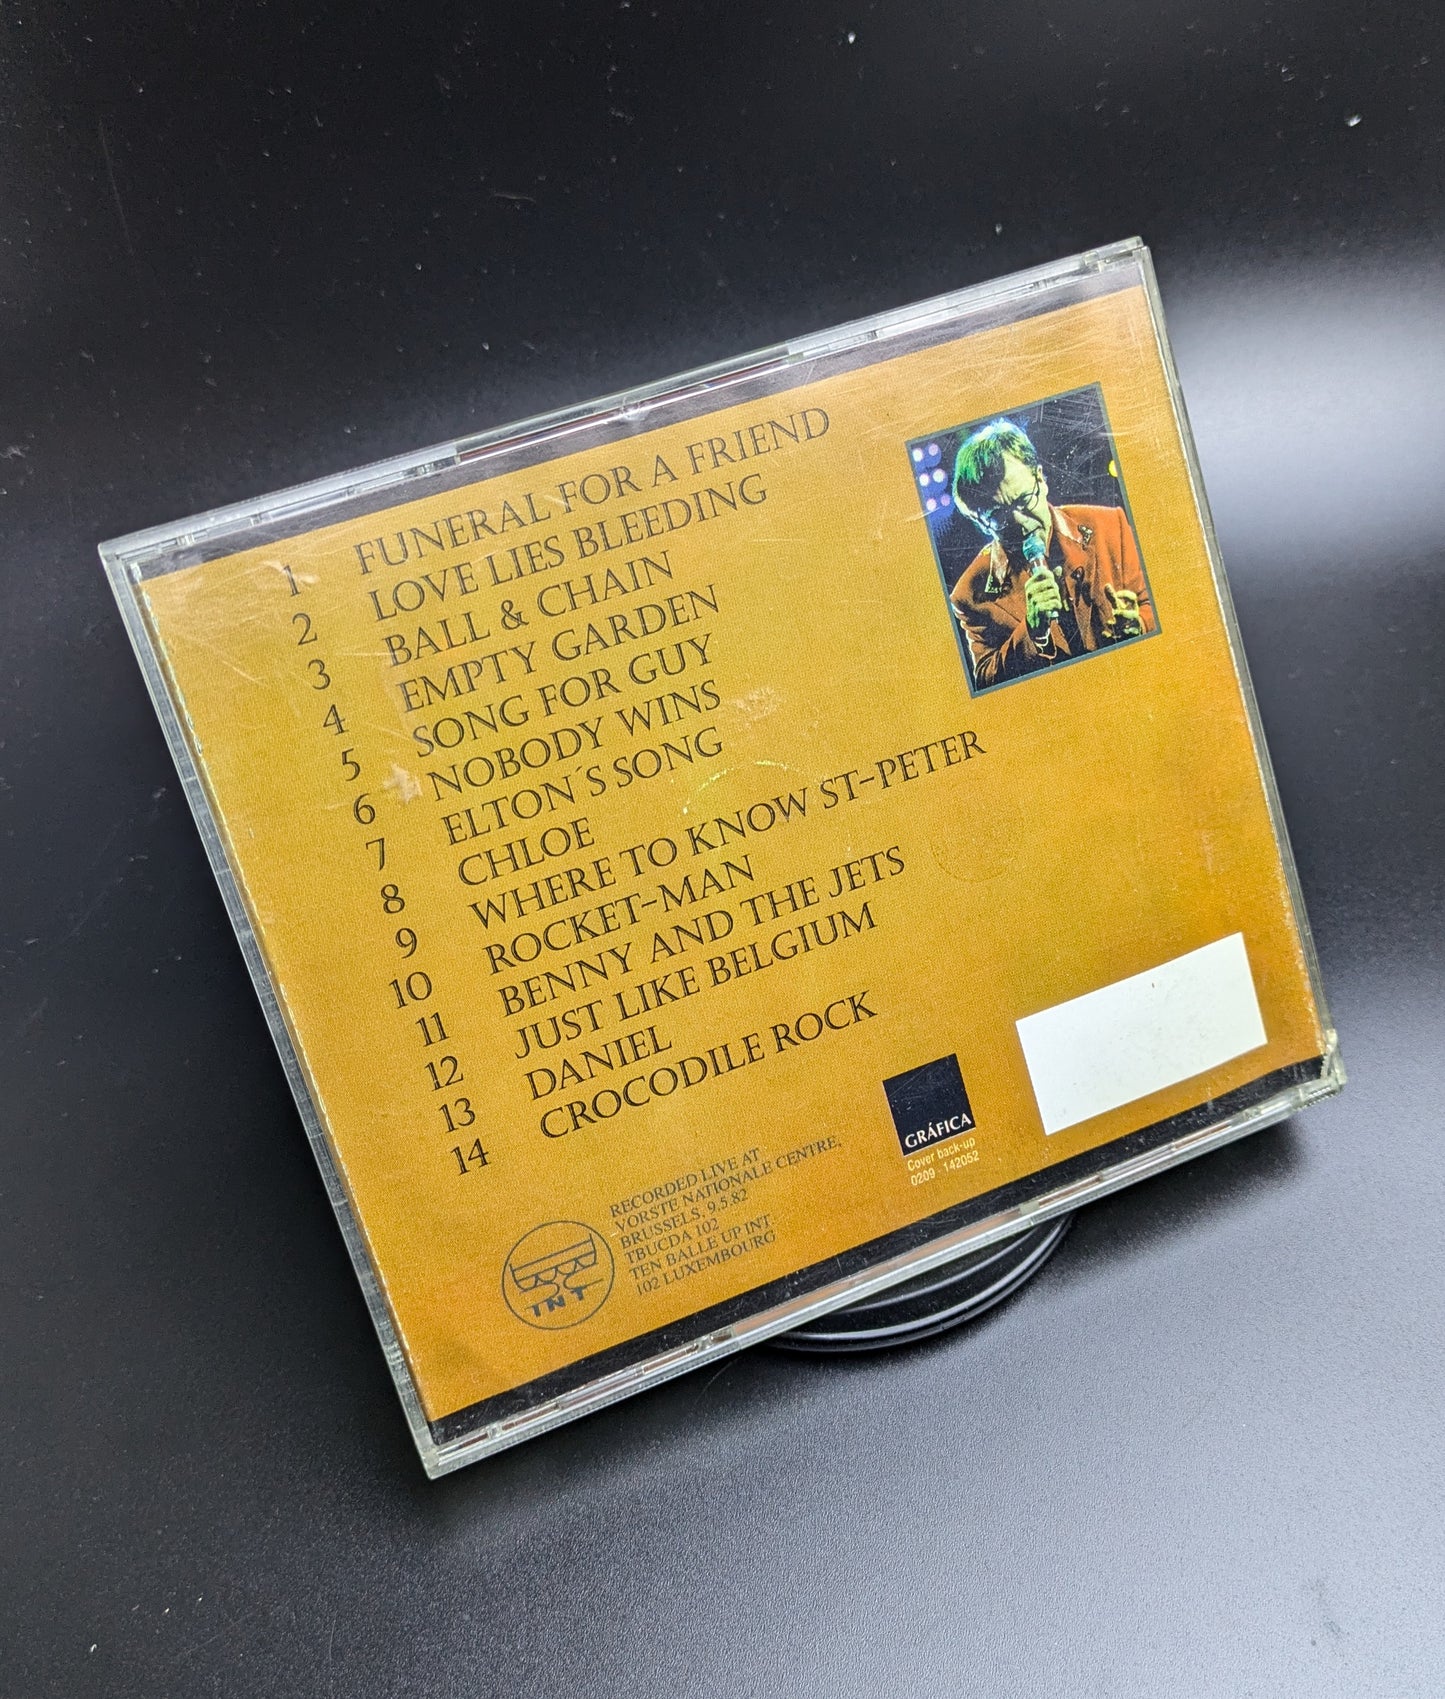 1 FUNERAL FOR A FRIEND
2 LOVE LIES BLEEDING
3 BALL & CHAIN
4 EMPTY GARDEN
5 SONG FOR GUY
6 NOBODY WINS
7 ELTON´S SONG
8 CHLOE
9 WHERE TO KNOW ST-PETER
10 ROCKET-MAN
11 BENNY AND THE JETS
12 JUST LIKE BELGIUM
13 DANIEL
14 CROCODILE ROCK
INT
RECORDED LIVE AT
VORSTE NATIONALE CENTRE,
BRUSSELS, 9.5.82
TBUCDA 102
TEN BALLE UP INT.
102 LUXEMBOURG
GRÁFICA
Cover back-up
0209 - 142052